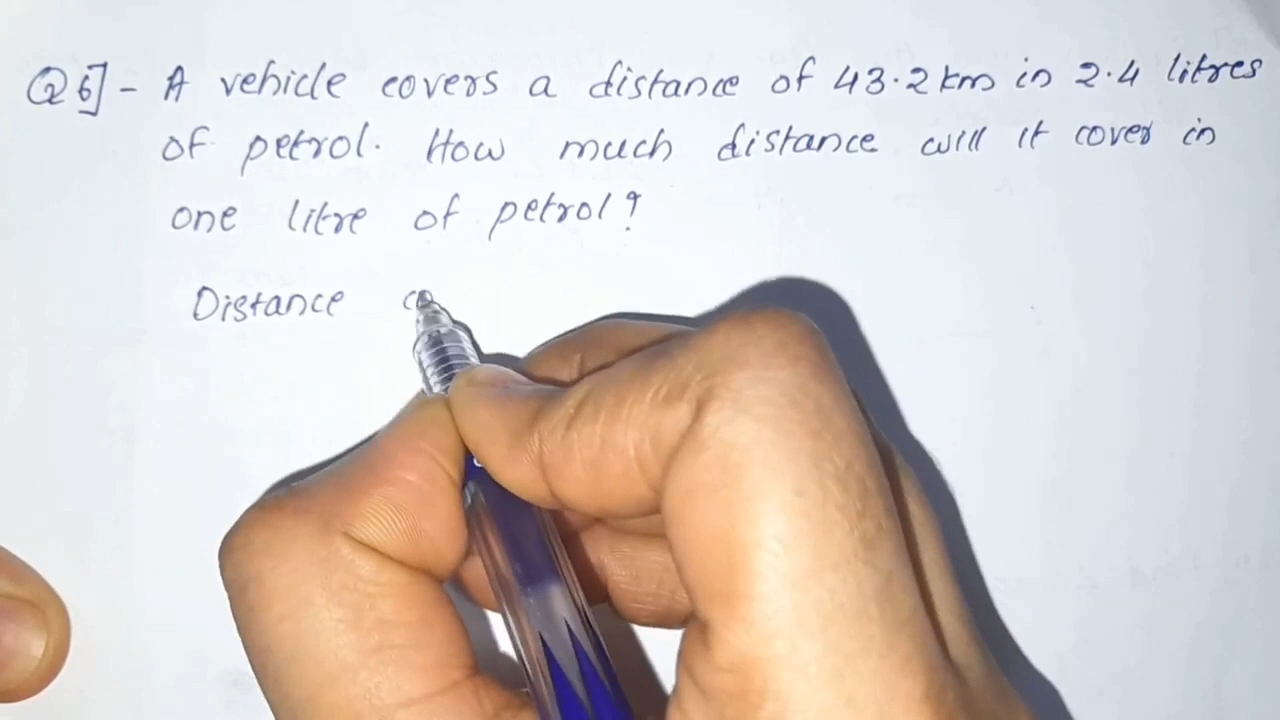 Q6]- A vehicle covers a distance of 43.2 km in 2.4 litres
of petrol. How much distance will it cover in
one litre of petrol?
Distance co